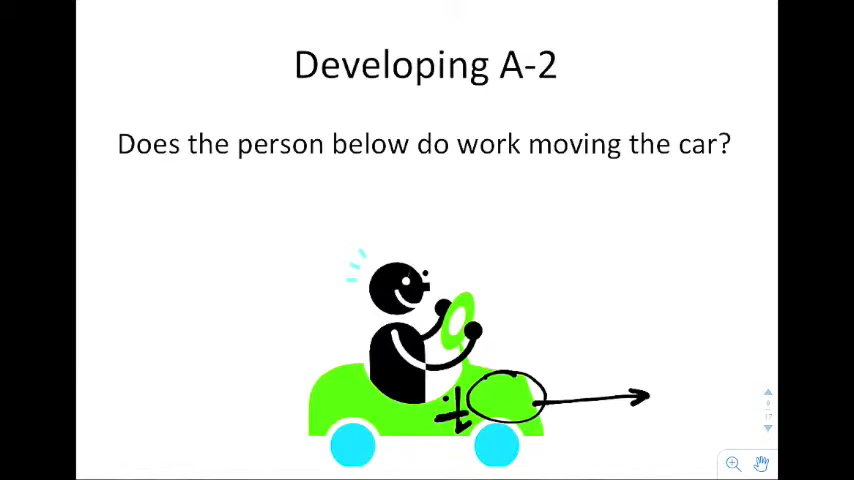 Developing A-2
Does the person below do work moving the car?